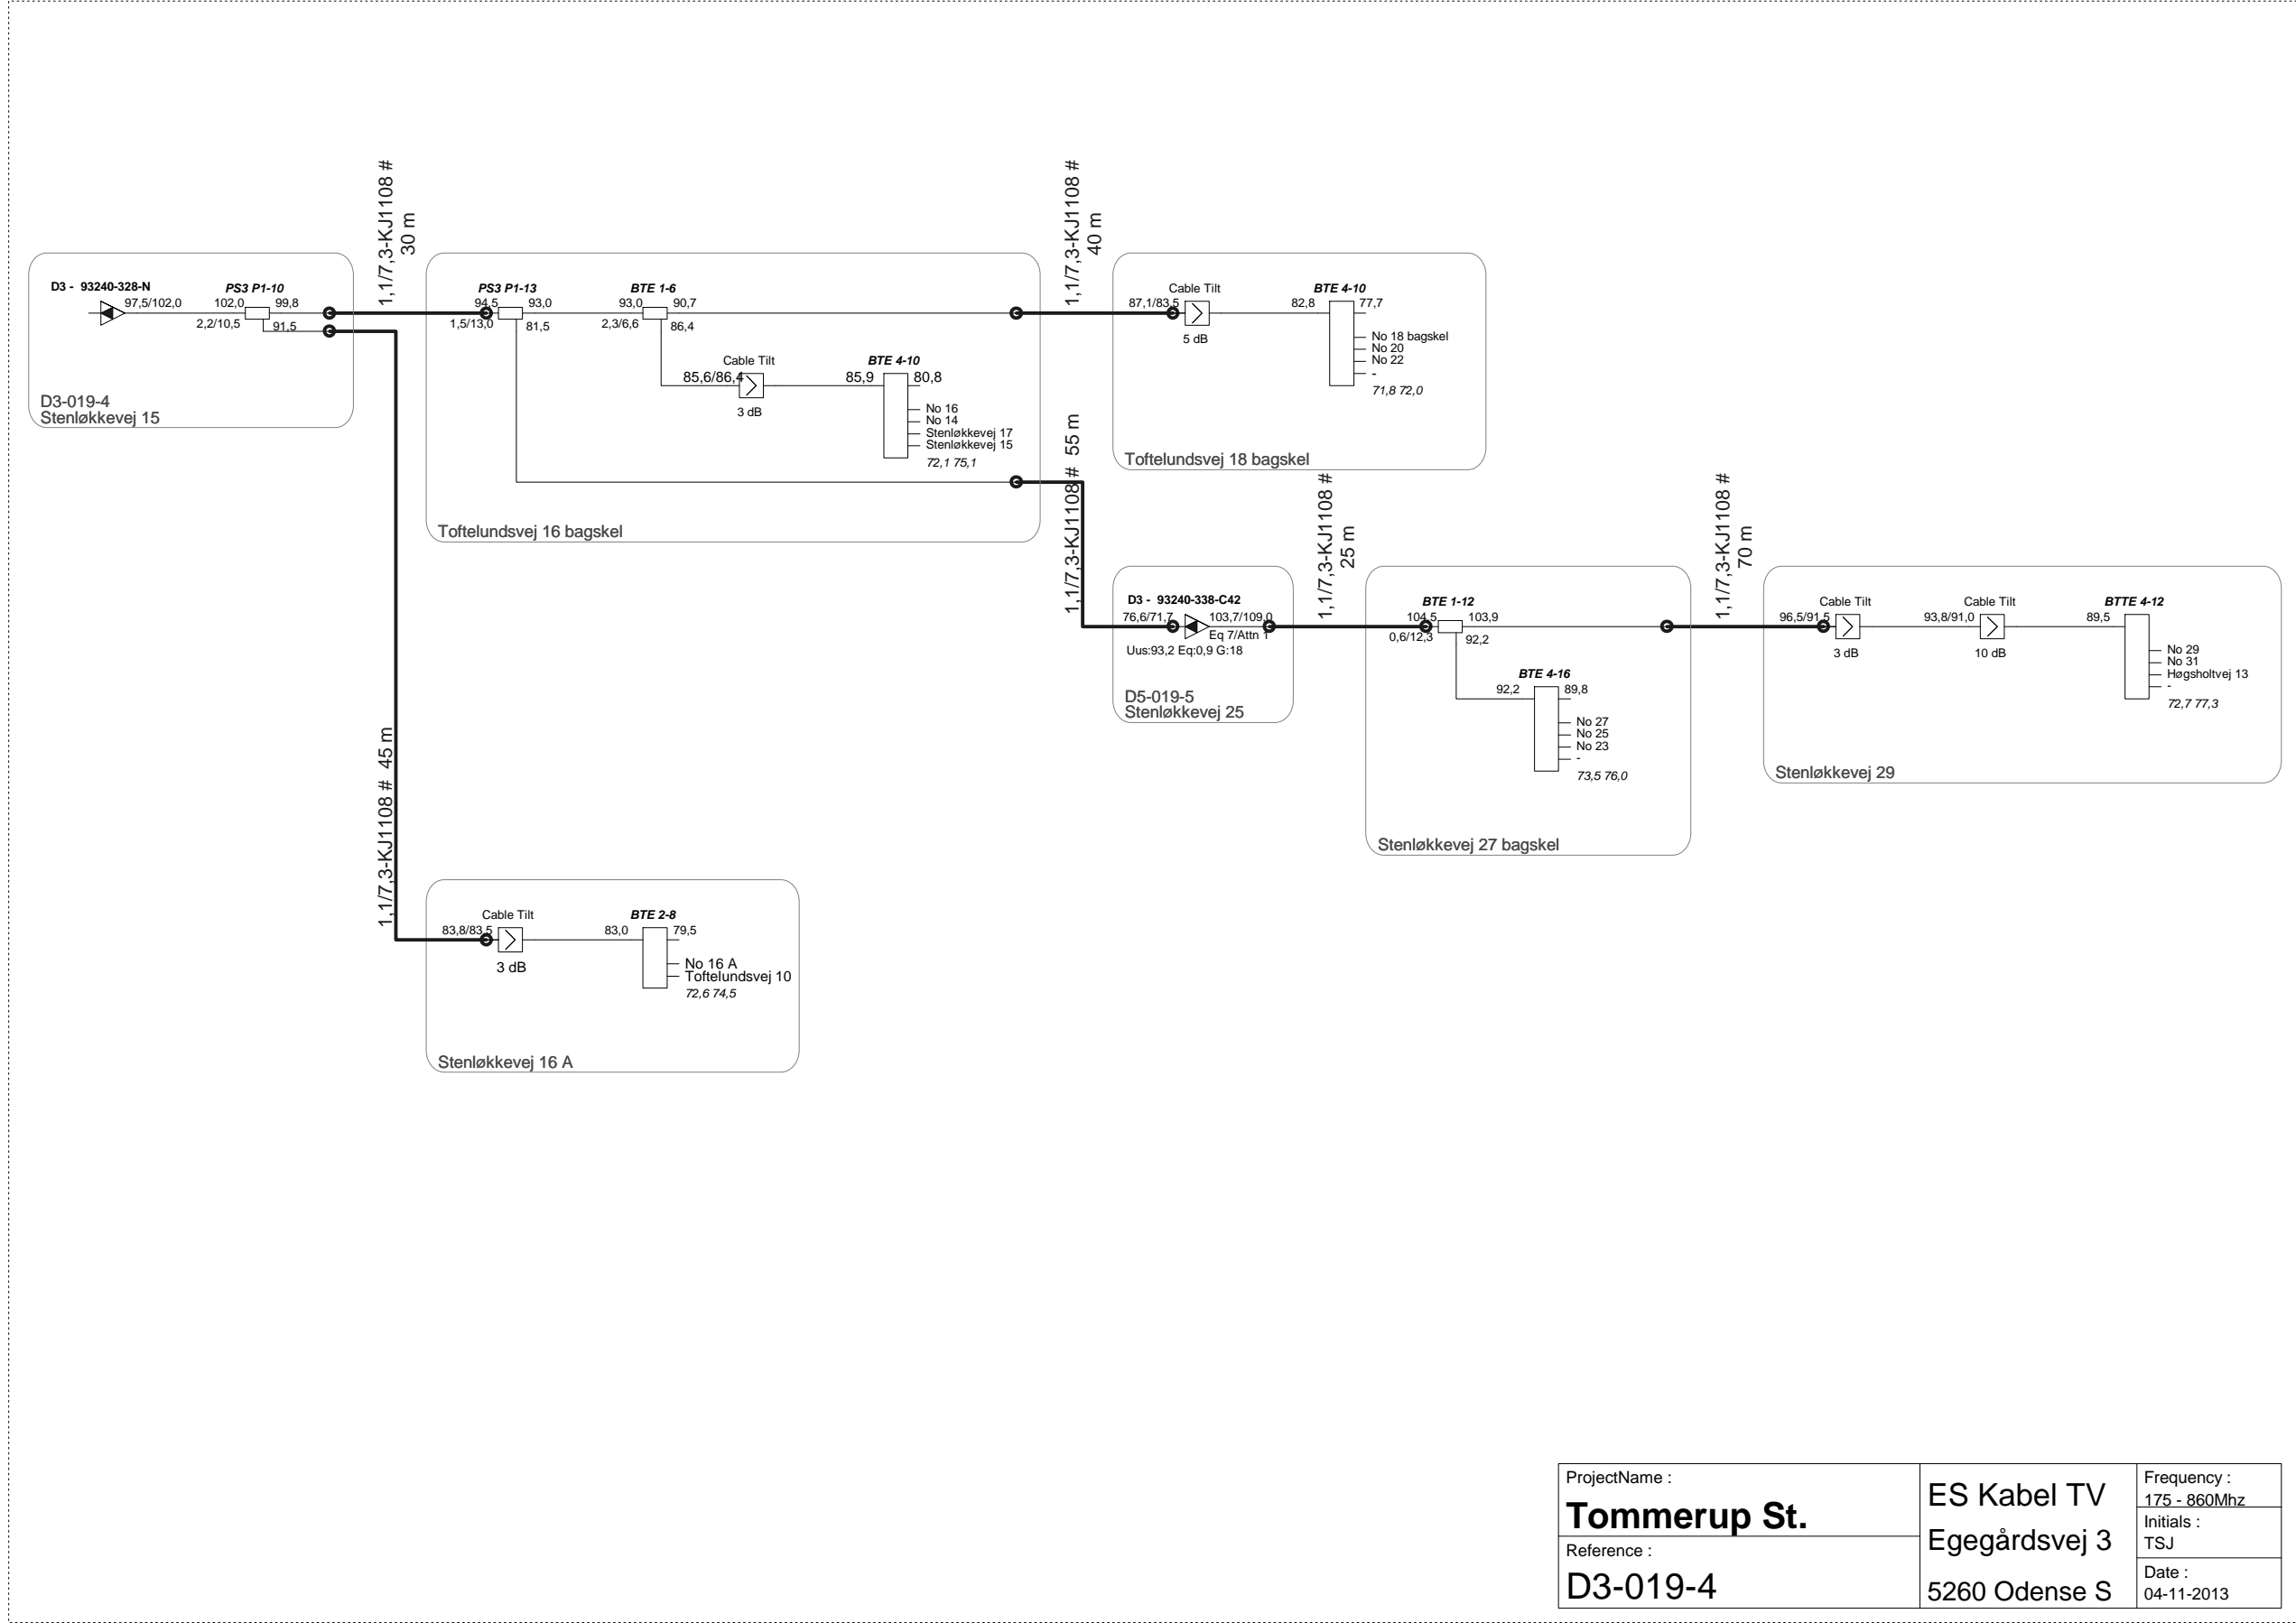 1,1/7,3-KJ1108 #
30 m
1,1/7,3-KJ1108 #
40 m
D3 - 93240-328-N
97,5/102,0
PS3 P1-10
102,0
99,8
2,2/10,5
91,5
D3-019-4
Stenløkkevej 15
PS3 P1-13
94,5
93,0
1,5/13,0
81,5
BTE 1-6
93,0
90,7
2,3/6,6
86,4
Cable Tilt
85,6/86,4
3 dB
BTE 4-10
85,9
80,8
No 16
No 14
Stenløkkevej 17
Stenløkkevej 15
72,1 75,1
Toftelundsvej 16 bagskel
Cable Tilt
87,1/83,5
5 dB
BTE 4-10
82,8
77,7
No 18 bagskel
No 20
No 22
-
71,8 72,0
Toftelundsvej 18 bagskel
1,1/7,3-KJ1108 # 55 m
1,1/7,3-KJ1108 #
25 m
1,1/7,3-KJ1108 #
70 m
D3 - 93240-338-C42
76,6/71,7
103,7/109,0
Eq 7/Attn 1
Uus:93,2 Eq:0,9 G:18
D5-019-5
Stenløkkevej 25
BTE 1-12
104,5
103,9
0,6/12,3
92,2
BTE 4-16
92,2
89,8
No 27
No 25
No 23
-
73,5 76,0
Stenløkkevej 27 bagskel
Cable Tilt
96,5/91,5
3 dB
Cable Tilt
93,8/91,0
10 dB
BTTE 4-12
89,5
No 29
No 31
Høgsholtvej 13
-
72,7 77,3
Stenløkkevej 29
1,1/7,3-KJ1108 # 45 m
Cable Tilt
83,8/83,5
3 dB
BTE 2-8
83,0
79,5
No 16 A
Toftelundsvej 10
72,6 74,5
Stenløkkevej 16 A
ProjectName :
Tommerup St.
Reference :
D3-019-4
ES Kabel TV
Egegårdsvej 3
5260 Odense S
Frequency :
175 - 860Mhz
Initials :
TSJ
Date :
04-11-2013